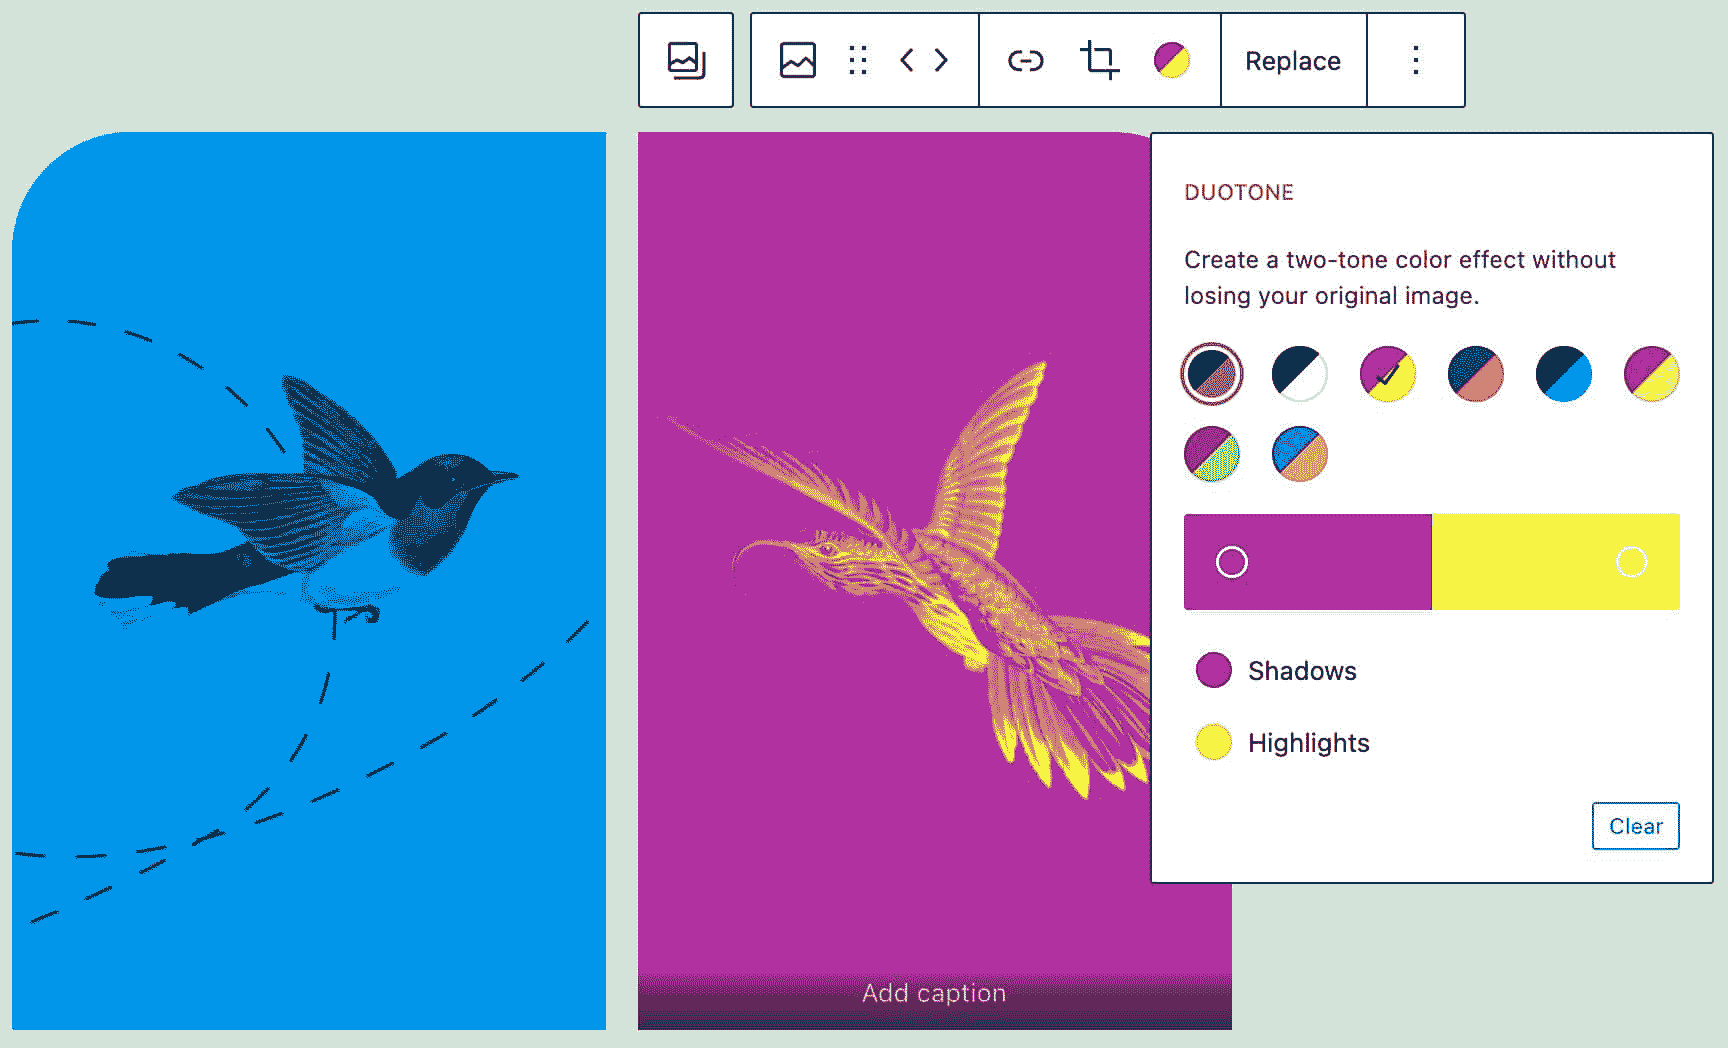 Replace
DUOTONE
Create a two-tone color effect without
losing your original image.
Shadows
Highlights
Clear
Add caption